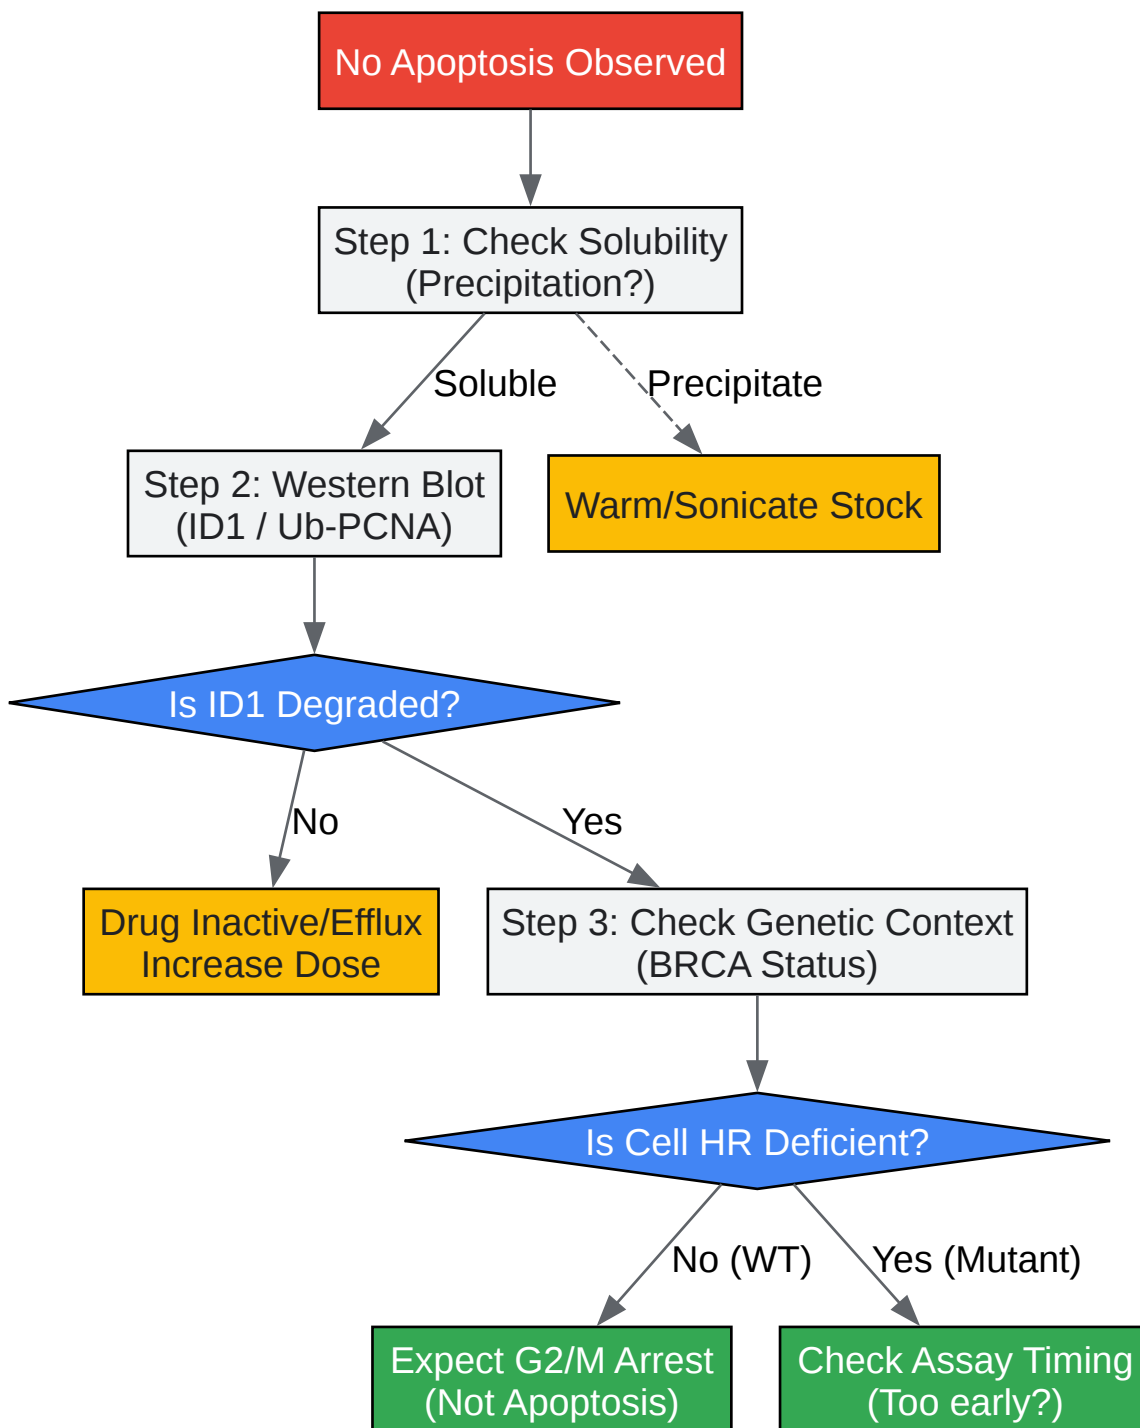 No Apoptosis Observed
Step 1: Check Solubility
(Precipitation?)
Soluble
Precipitate
Step 2: Western Blot
(ID1 / Ub-PCNA)
Warm/Sonicate Stock
Is ID1 Degraded?
No
Yes
Drug Inactive/Efflux
Increase Dose
Step 3: Check Genetic Context
(BRCA Status)
Is Cell HR Deficient?
No (WT)
Yes (Mutant)
Expect G2/M Arrest
(Not Apoptosis)
Check Assay Timing
(Too early?)